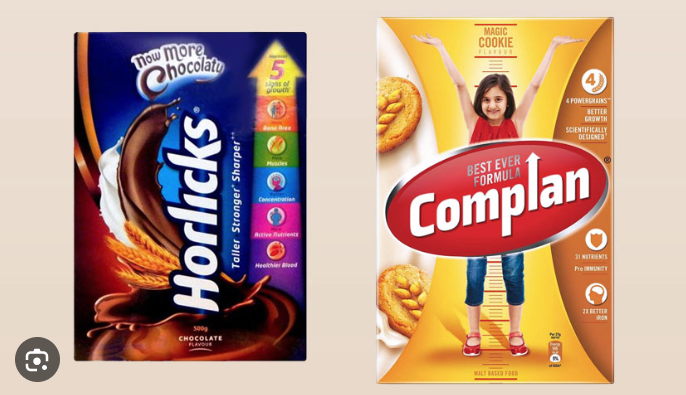 now More
Chocolaty
Horlicks®
Taller Stronger Sharper
5
signs of
growth
Bone Area
Muscles
Concentration
Active Nutrients
Healthier Blood
500g
CHOCOLATE
FLAVOUR
MAGIC
COOKIE
FLAVOUR
4
4 POWERGRAINS
BETTER
GROWTH
SCIENTIFICALLY
DESIGNED
BEST EVER
FORMULA
Complan®
31 NUTRIENTS
Pro IMMUNITY
2X BETTER
IRON
MALT BASED FOOD